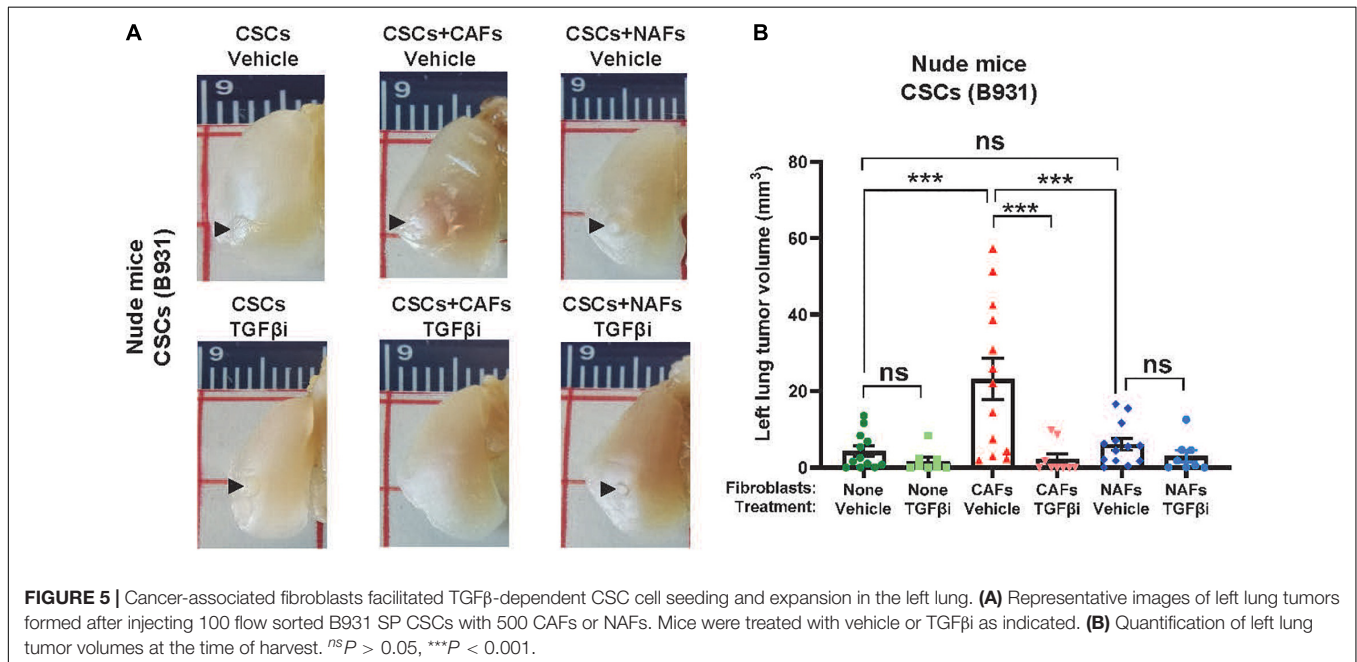 A
CSCs
Vehicle
CSCs+CAFs
Vehicle
CSCs+NAFs
Vehicle
9
9
9
Nude mice
CSCs (B931)
CSCs
TGFβi
CSCs+CAFs
TGFβi
CSCs+NAFs
TGFβi
9
9
9
B
Nude mice
CSCs (B931)
ns
***
***
***
ns
ns
Left lung tumor volume (mm³)
80
60
40
20
0
Fibroblasts: None None CAFs CAFs NAFs NAFs
Treatment: Vehicle TGFβi Vehicle TGFβi Vehicle TGFβi
FIGURE 5 | Cancer-associated fibroblasts facilitated TGFβ-dependent CSC cell seeding and expansion in the left lung. (A) Representative images of left lung tumors
formed after injecting 100 flow sorted B931 SP CSCs with 500 CAFs or NAFs. Mice were treated with vehicle or TGFβi as indicated. (B) Quantification of left lung
tumor volumes at the time of harvest. nsP > 0.05, ***P < 0.001.